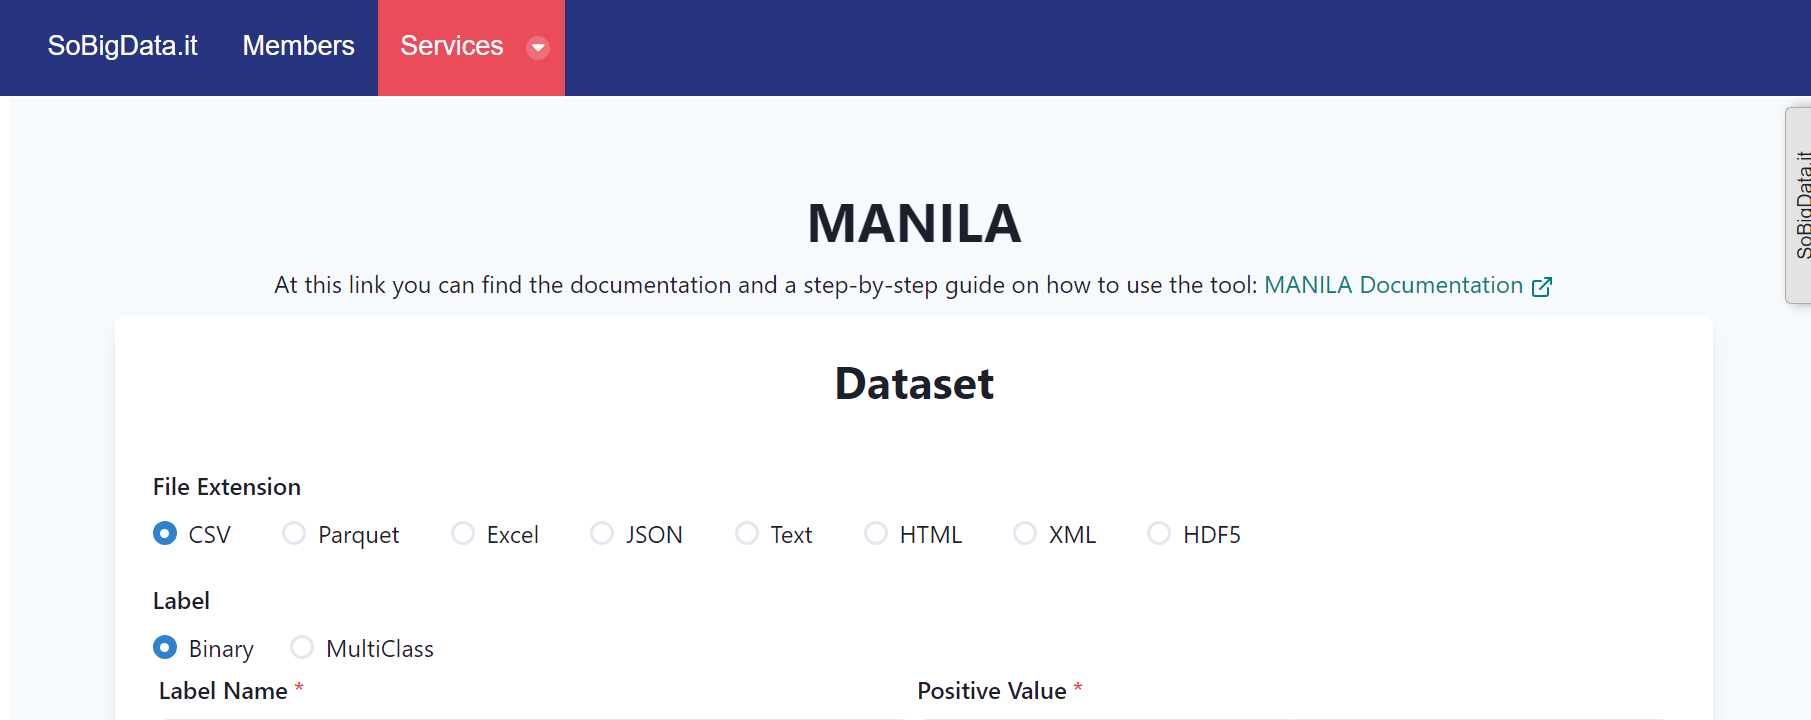 SoBigData.it Members Services
SoBigData.it
MANILA
At this link you can find the documentation and a step-by-step guide on how to use the tool: MANILA Documentation
Dataset
File Extension
CSV Parquet Excel JSON Text HTML XML HDF5
Label
Binary MultiClass
Label Name * Positive Value *